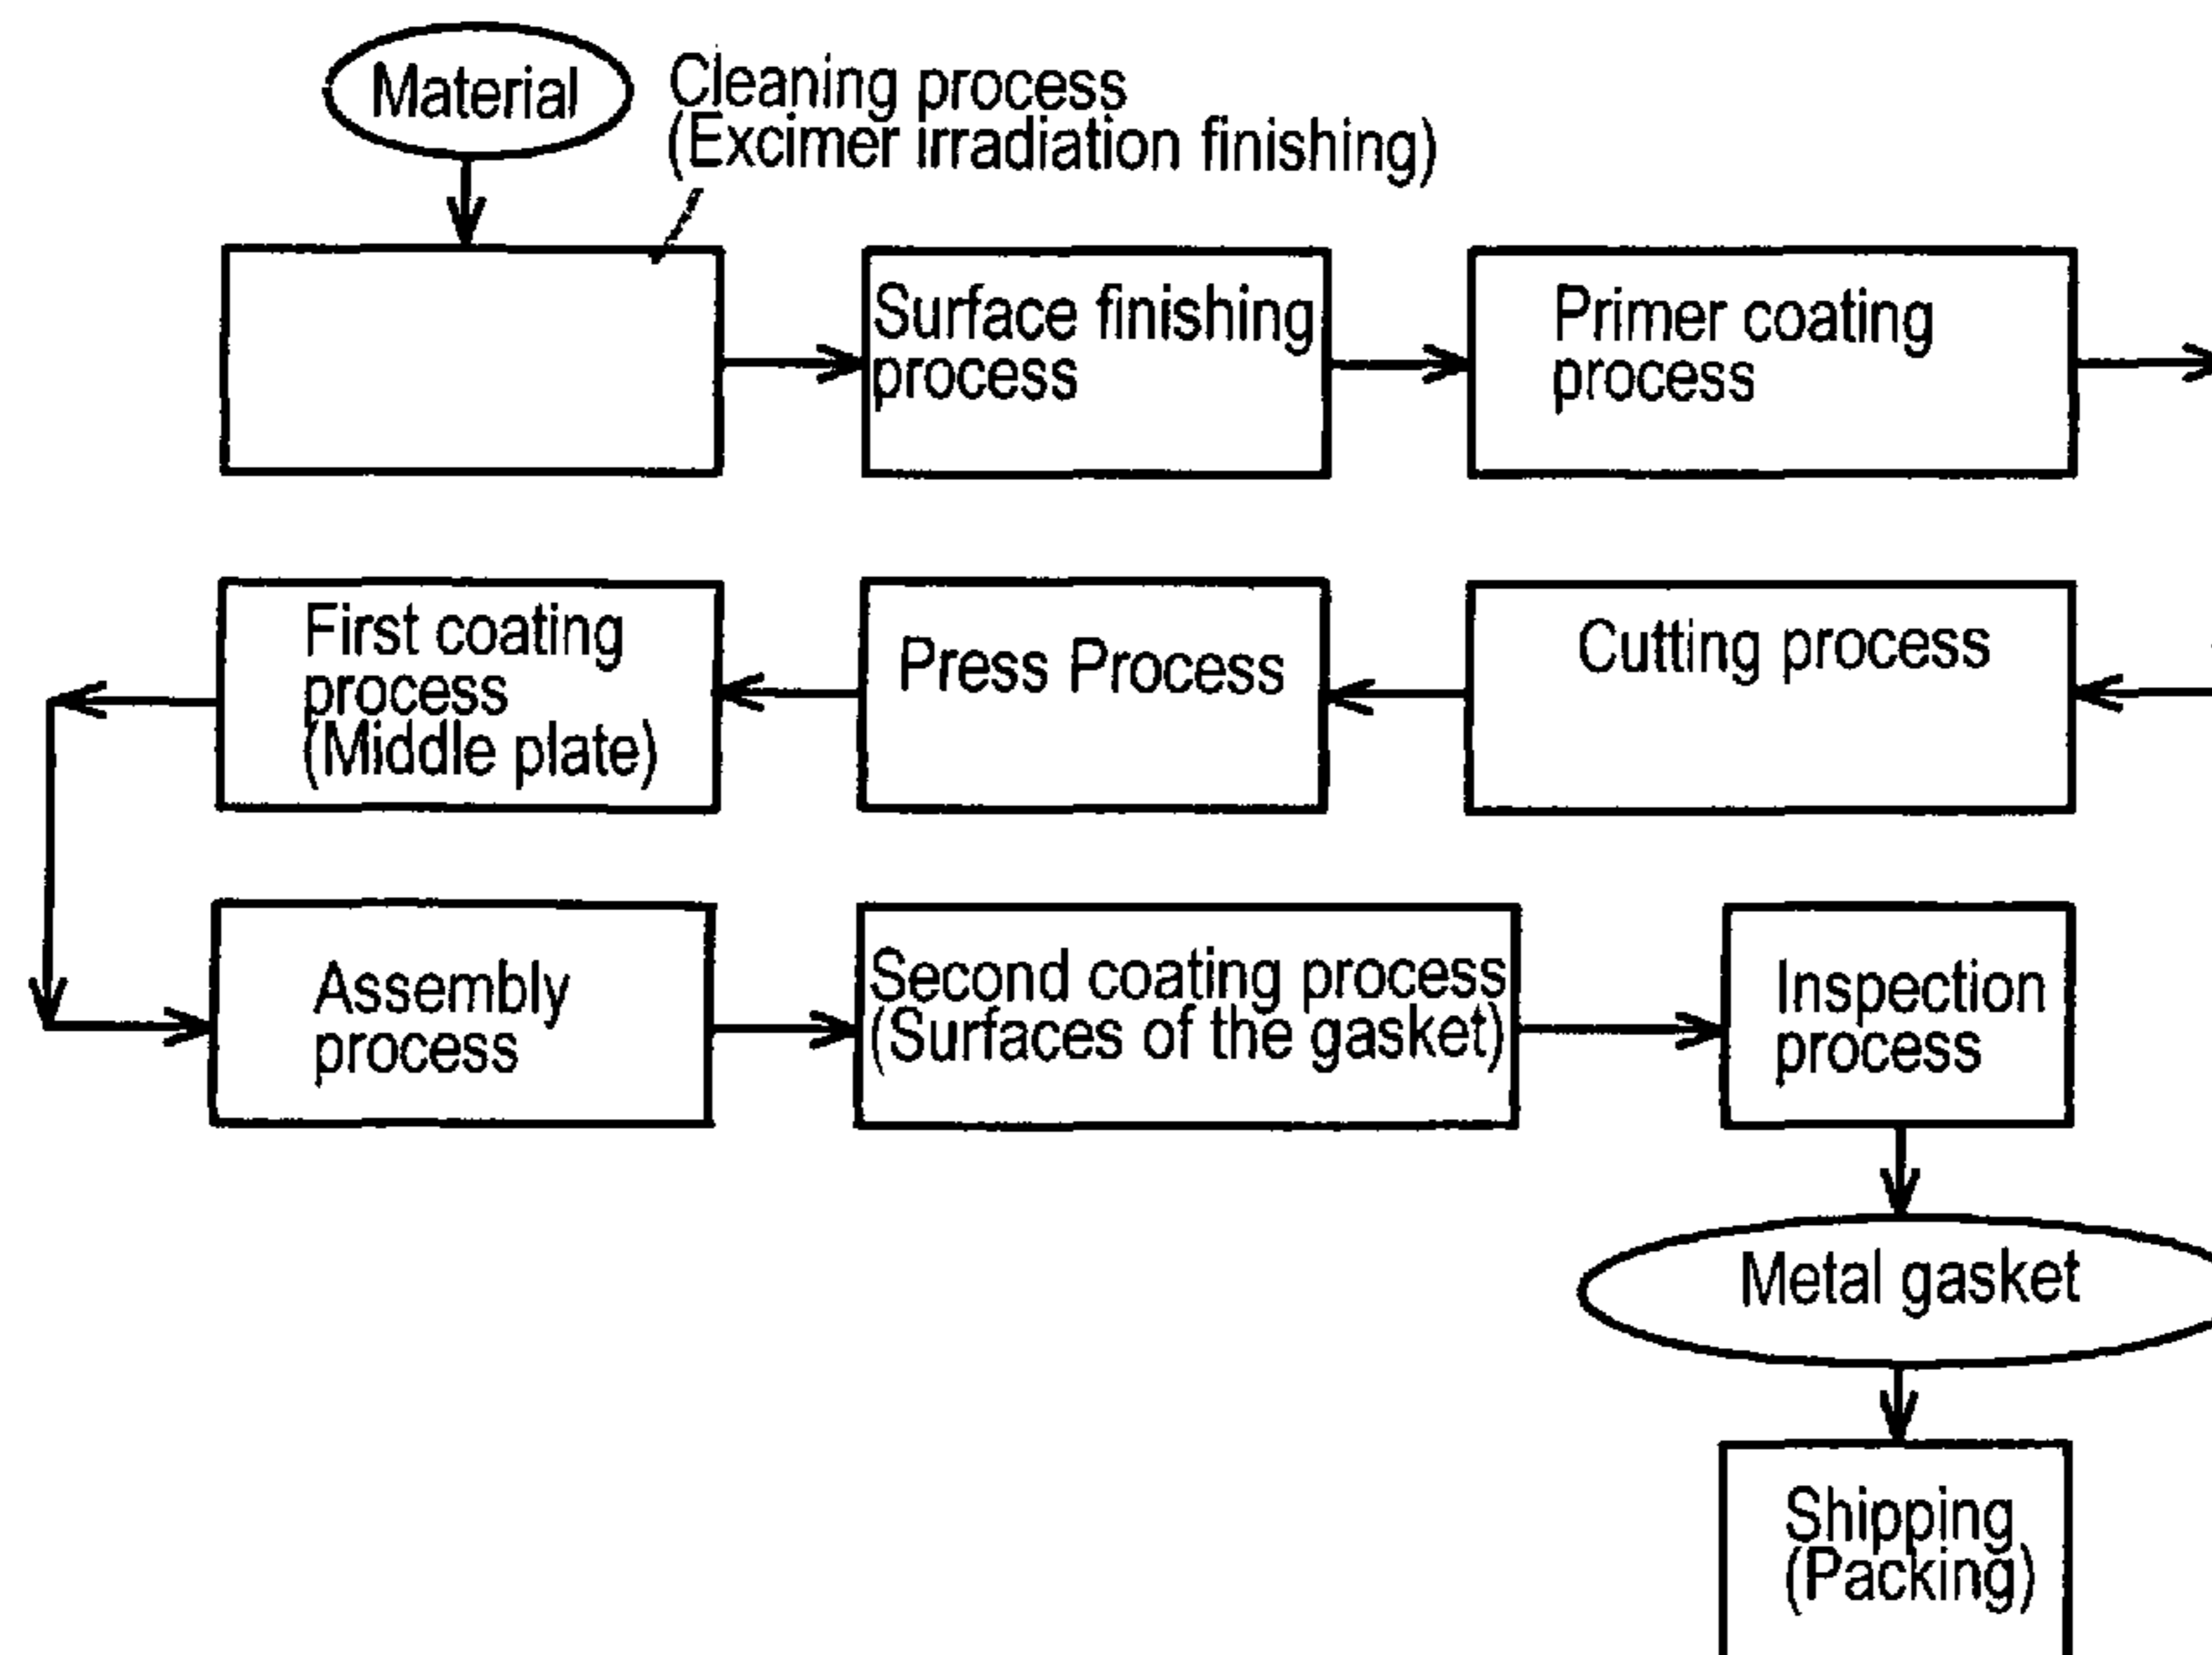 Material
Cleaning process
(Excimer irradiation finishing)
Surface finishing
process
Primer coating
process
First coating
process
(Middle plate)
Press Process
Cutting process
Assembly
process
Second coating process
(Surfaces of the gasket)
Inspection
process
Metal gasket
Shipping
(Packing)